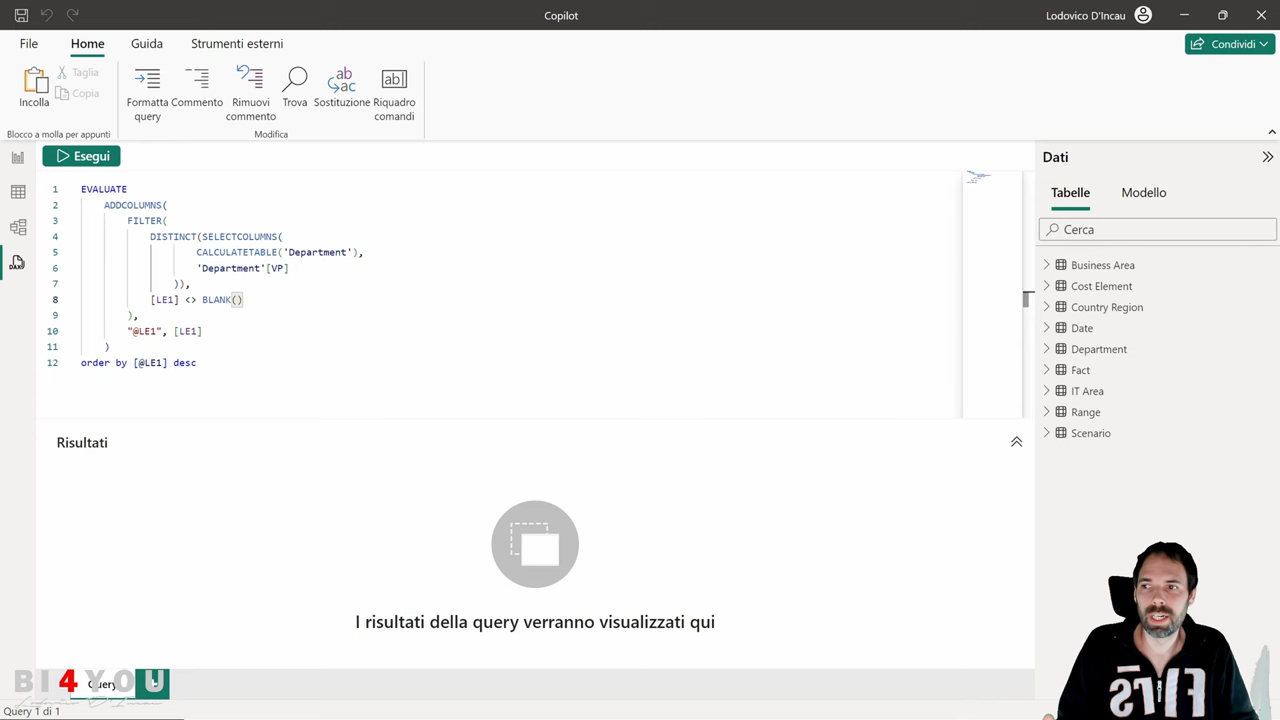 Copilot
Lodovico D'Incau
File
Home
Guida
Strumenti esterni
Condividi
Incolla
Taglia
Copia
Formatta query
Commento
Rimuovi commento
Trova
Sostituzione
Riquadro comandi
Blocco a molla per appunti
Modifica
Esegui
1 EVALUATE
2 ADDCOLUMNS(
3 FILTER(
4 DISTINCT(SELECTCOLUMNS(
5 CALCULATETABLE('Department'),
6 'Department'[VP]
7 )),
8 [LE1] <> BLANK()
9 ),
10 "@LE1", [LE1]
11 )
12 order by [@LE1] desc
Dati
Tabelle
Modello
Cerca
Business Area
Cost Element
Country Region
Date
Department
Fact
IT Area
Range
Scenario
Risultati
I risultati della query verranno visualizzati qui
BI4YOU
Lodovico D'Incau
Query 1 di 1